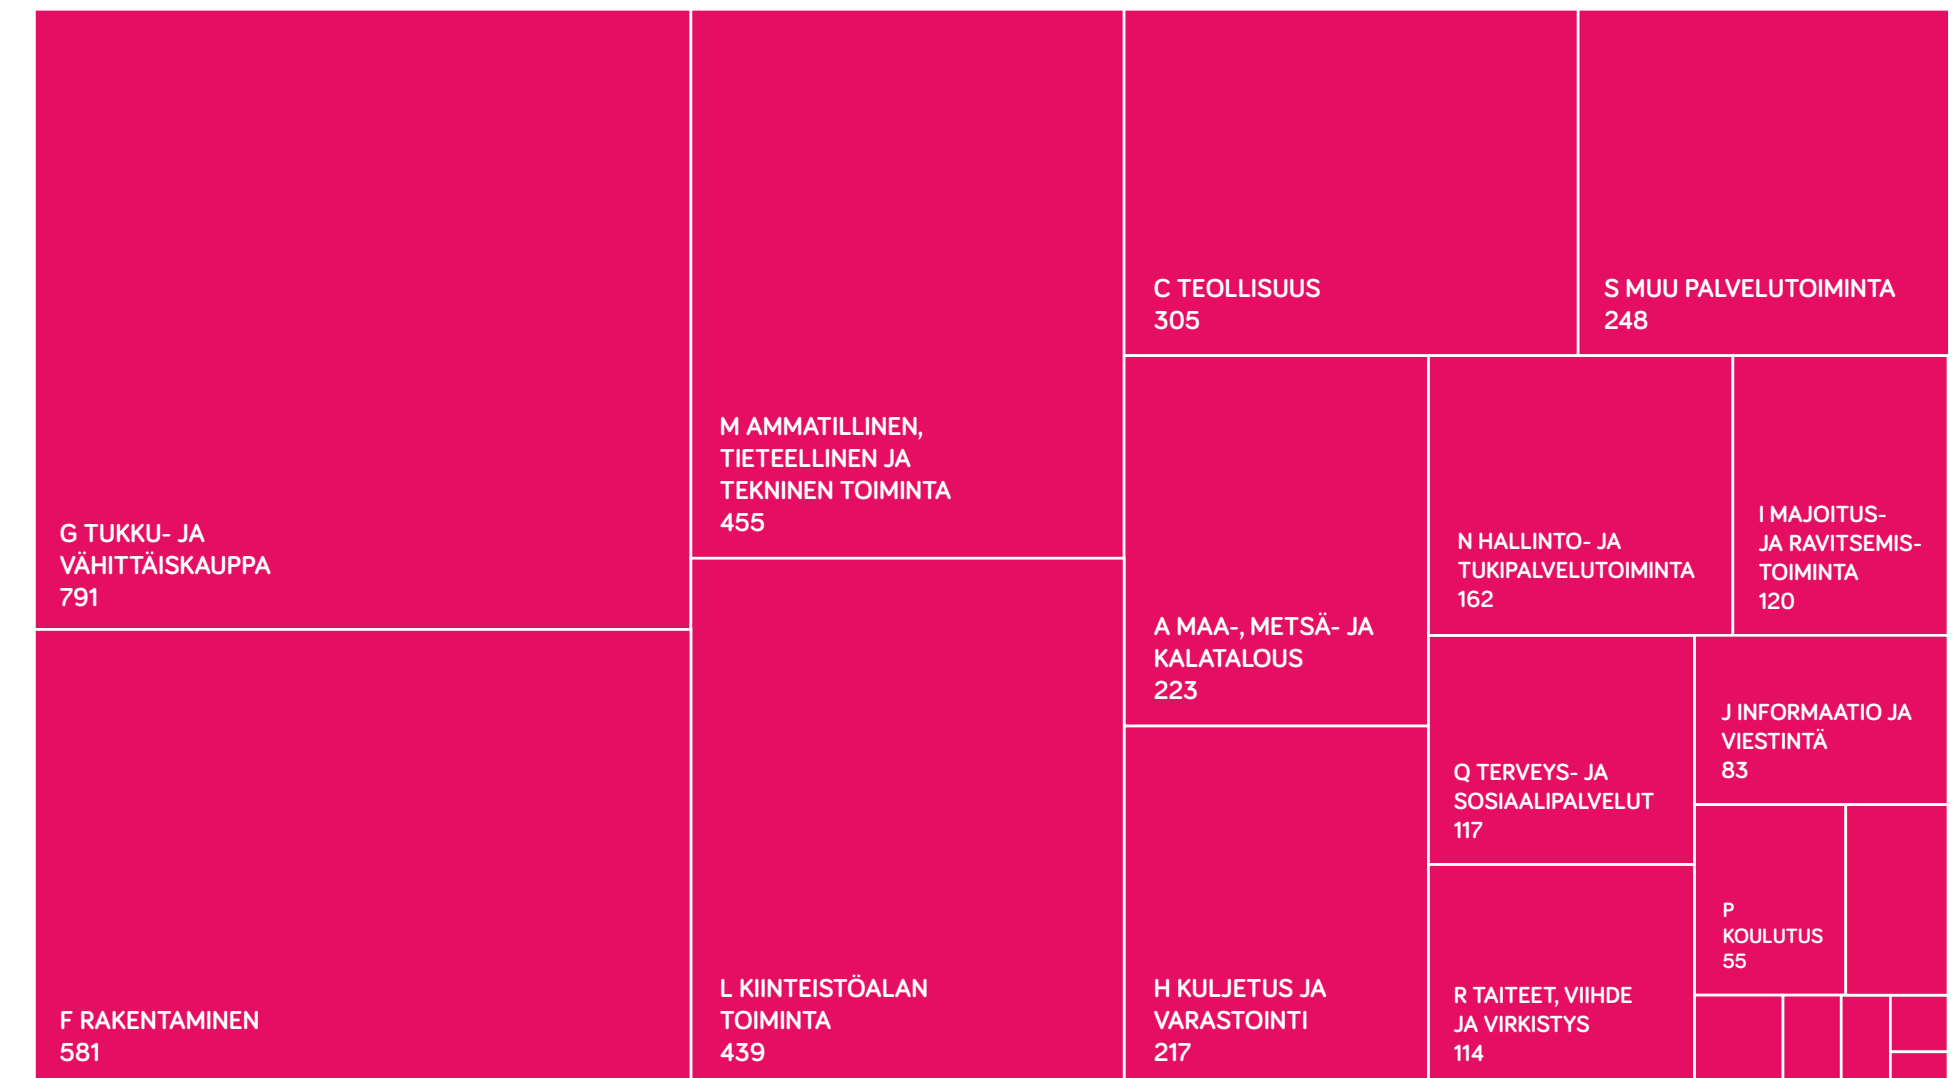 G TUKKU- JA
VÄHITTÄISKAUPPA
791
F RAKENTAMINEN
581
M AMMATILLINEN,
TIETEELLINEN JA
TEKNINEN TOIMINTA
455
L KIINTEISTÖALAN
TOIMINTA
439
C TEOLLISUUS
305
S MUU PALVELUTOIMINTA
248
A MAA-, METSÄ- JA
KALATALOUS
223
H KULJETUS JA
VARASTOINTI
217
N HALLINTO- JA
TUKIPALVELUTOIMINTA
162
I MAJOITUS-
JA RAVITSEMIS-
TOIMINTA
120
Q TERVEYS- JA
SOSIAALIPALVELUT
117
R TAITEET, VIIHDE
JA VIRKISTYS
114
J INFORMAATIO JA
VIESTINTÄ
83
P
KOULUTUS
55